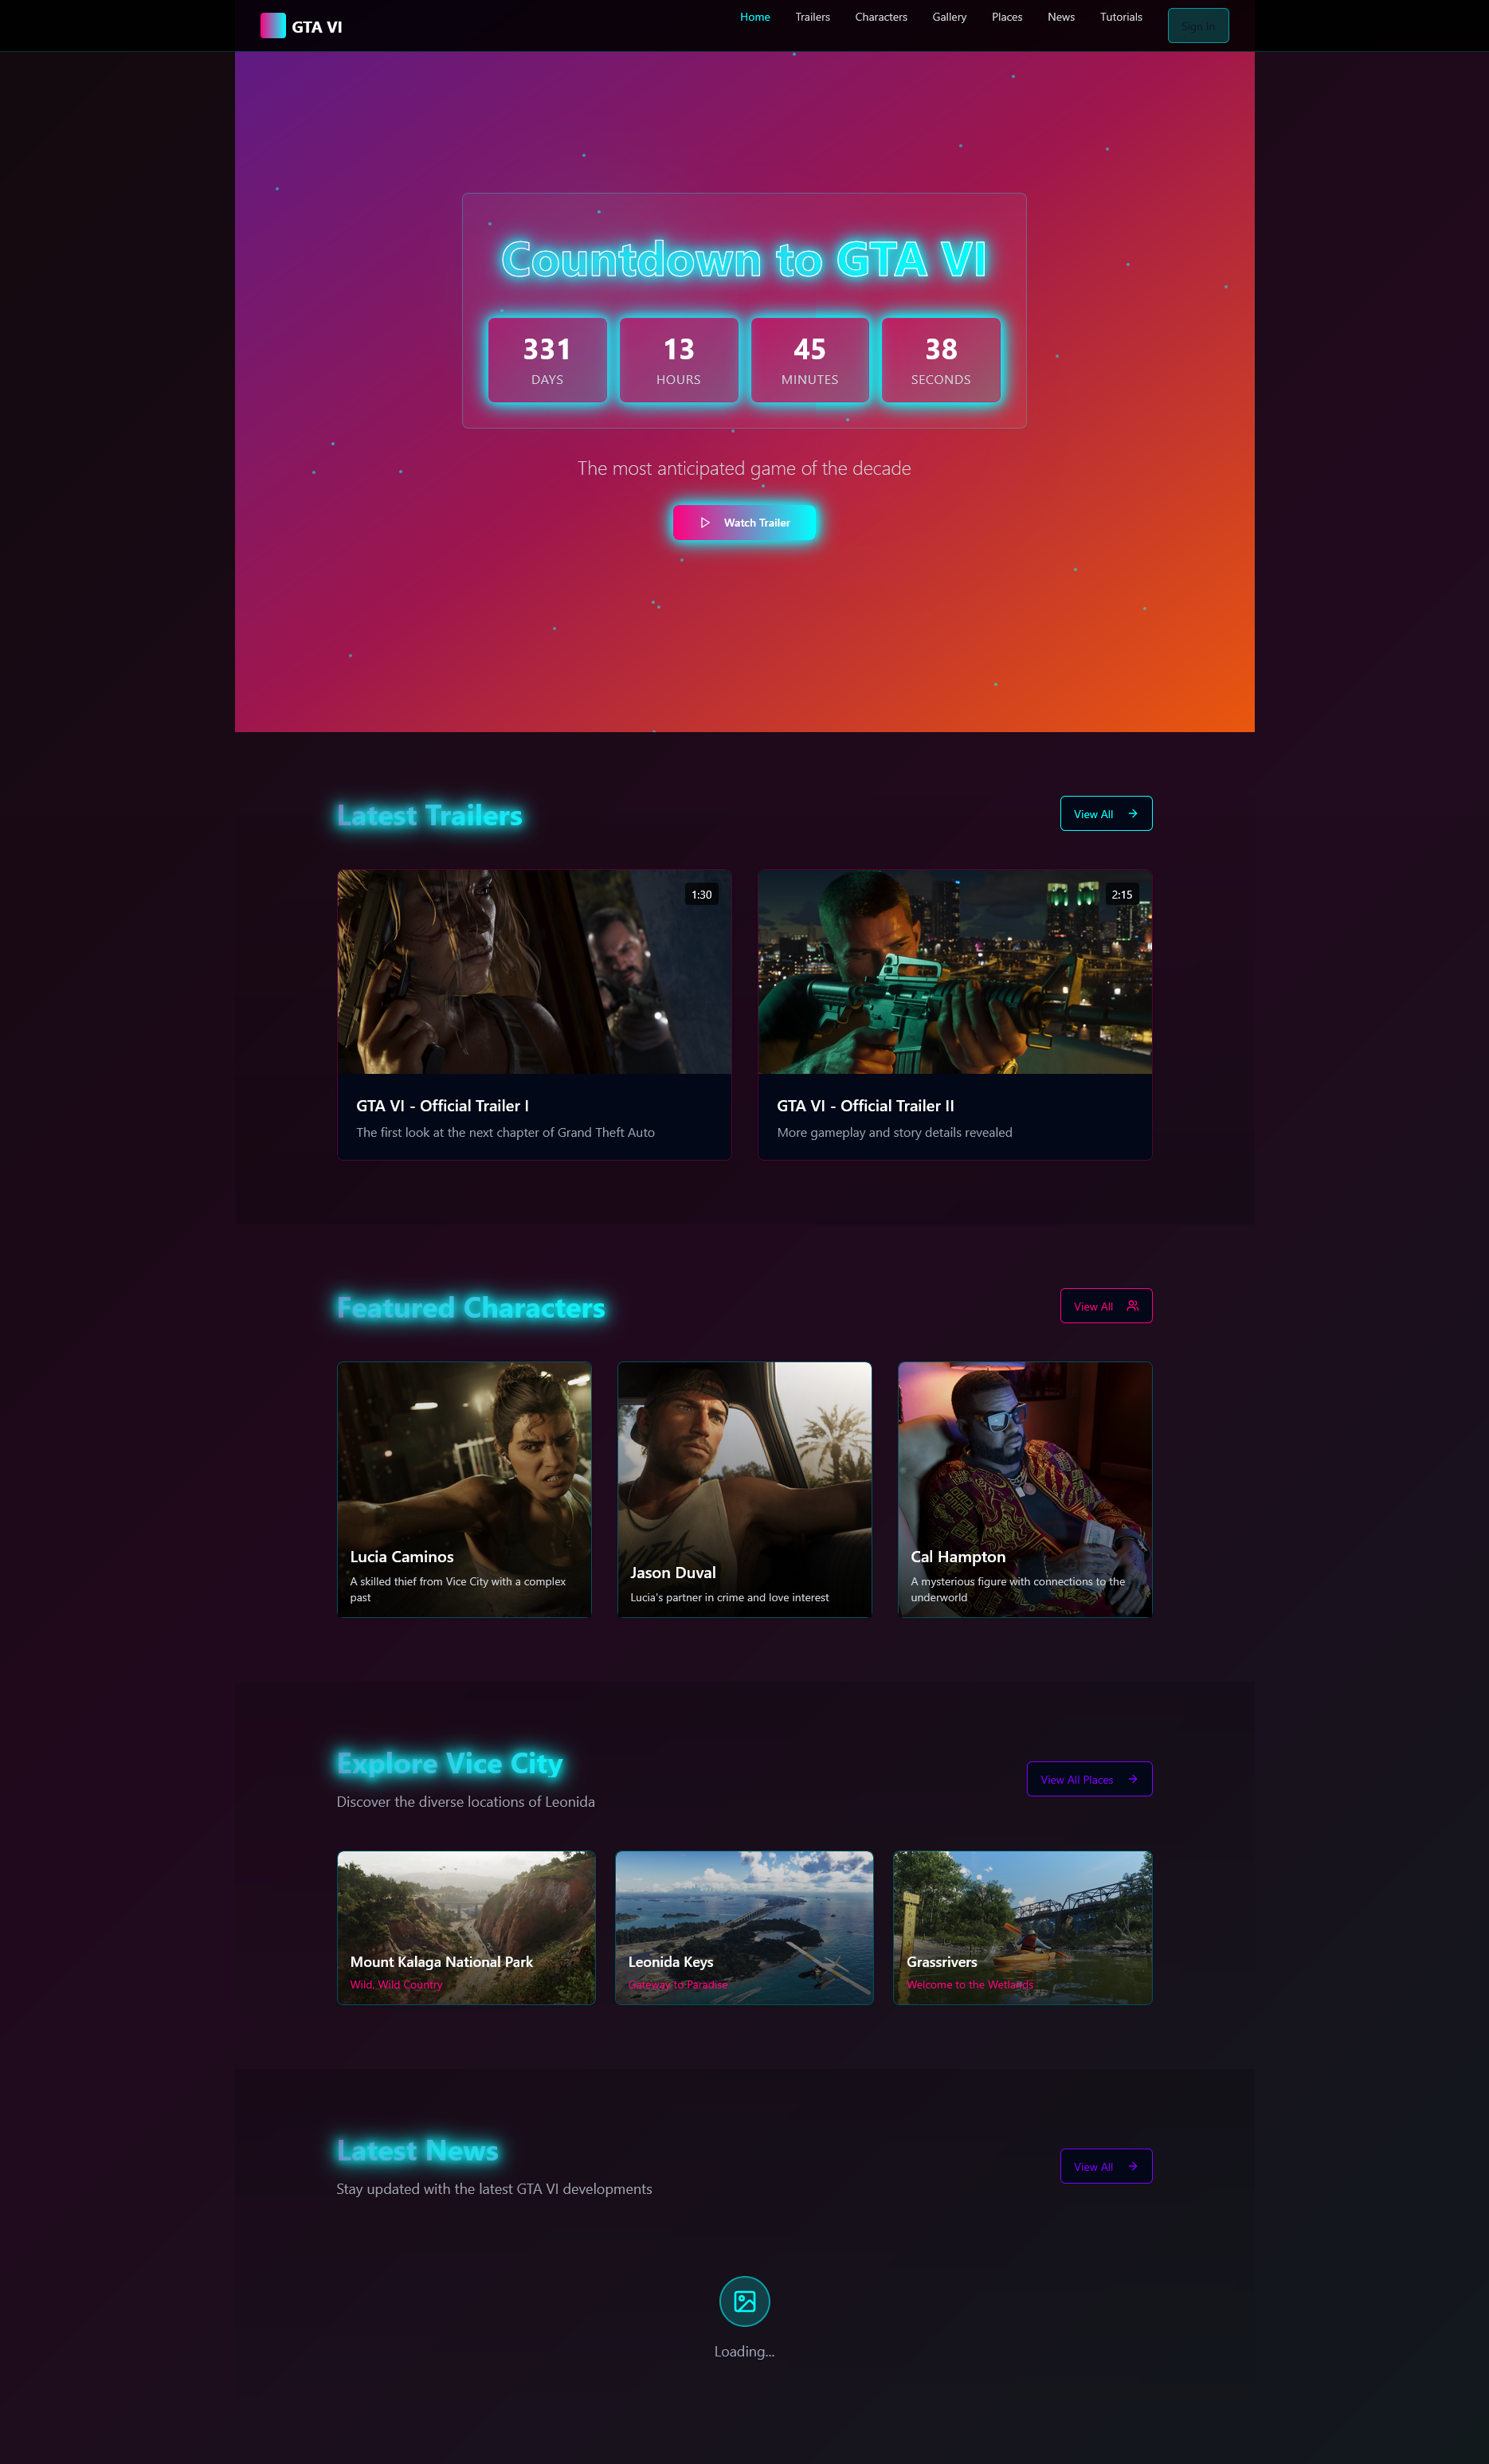 GTA VI
Home
Trailers
Characters
Gallery
Places
News
Tutorials
Sign In
Countdown to GTA VI
331
DAYS
13
HOURS
45
MINUTES
38
SECONDS
The most anticipated game of the decade
Watch Trailer
Latest Trailers
View All
1:30
2:15
GTA VI - Official Trailer I
The first look at the next chapter of Grand Theft Auto
GTA VI - Official Trailer II
More gameplay and story details revealed
Featured Characters
View All
Lucia Caminos
A skilled thief from Vice City with a complex
past
Jason Duval
Lucia's partner in crime and love interest
Cal Hampton
A mysterious figure with connections to the
underworld
Explore Vice City
Discover the diverse locations of Leonida
View All Places
Mount Kalaga National Park
Wild, Wild Country
Leonida Keys
Gateway to Paradise
Grassrivers
Welcome to the Wetlands
Latest News
Stay updated with the latest GTA VI developments
View All
Loading...